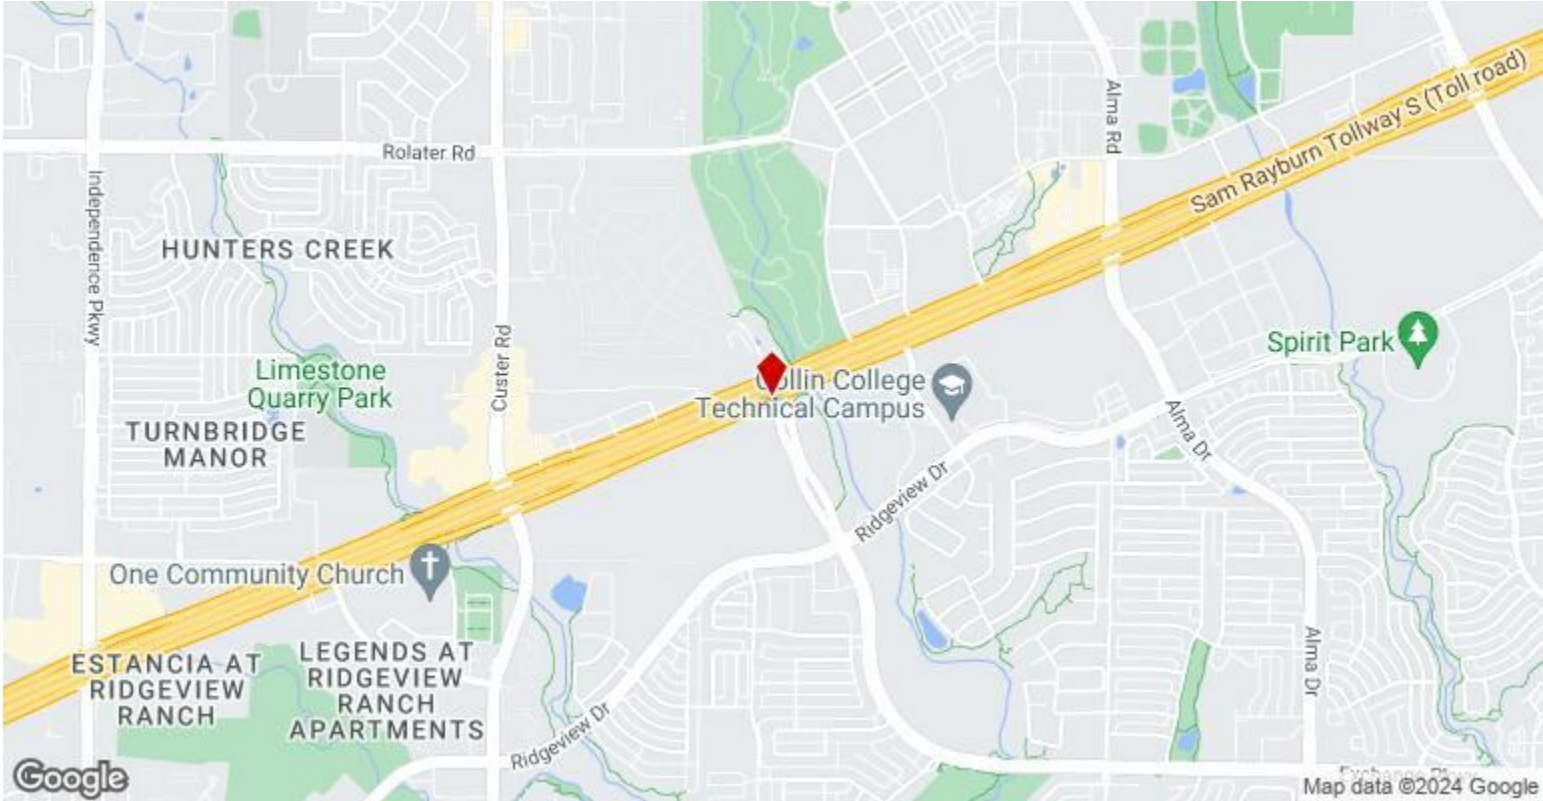 Alma Rd
Sam Rayburn Tollway S (Toll road)
Rolater Rd
Independence Pkwy
HUNTERS CREEK
Custer Rd
Spirit Park
Limestone
Quarry Park
Collin College
Technical Campus
TURNBRIDGE
MANOR
Alma Dr
Ridgeview Dr
One Community Church
ESTANCIA AT
RIDGEVIEW
RANCH
LEGENDS AT
RIDGEVIEW
RANCH
APARTMENTS
Alma Dr
Ridgeview Dr
Google
Map data ©2024 Google